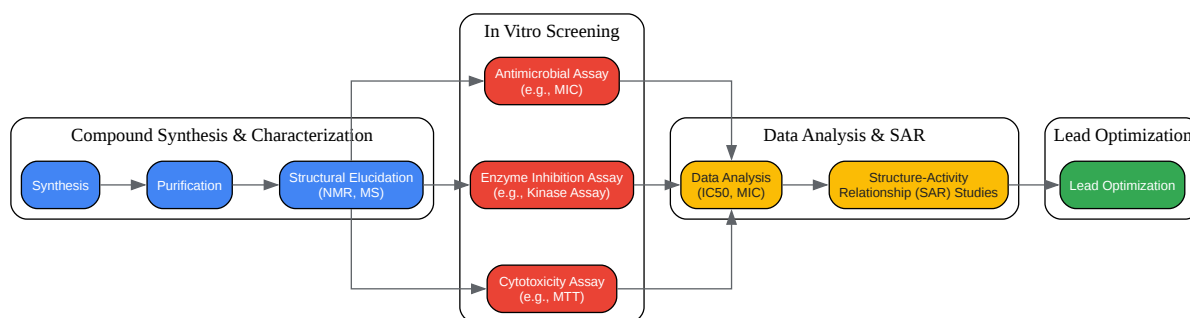 Compound Synthesis & Characterization
Synthesis
Purification
Structural Elucidation
(NMR, MS)
In Vitro Screening
Antimicrobial Assay
(e.g., MIC)
Enzyme Inhibition Assay
(e.g., Kinase Assay)
Cytotoxicity Assay
(e.g., MTT)
Data Analysis & SAR
Data Analysis
(IC50, MIC)
Structure-Activity
Relationship (SAR) Studies
Lead Optimization
Lead Optimization